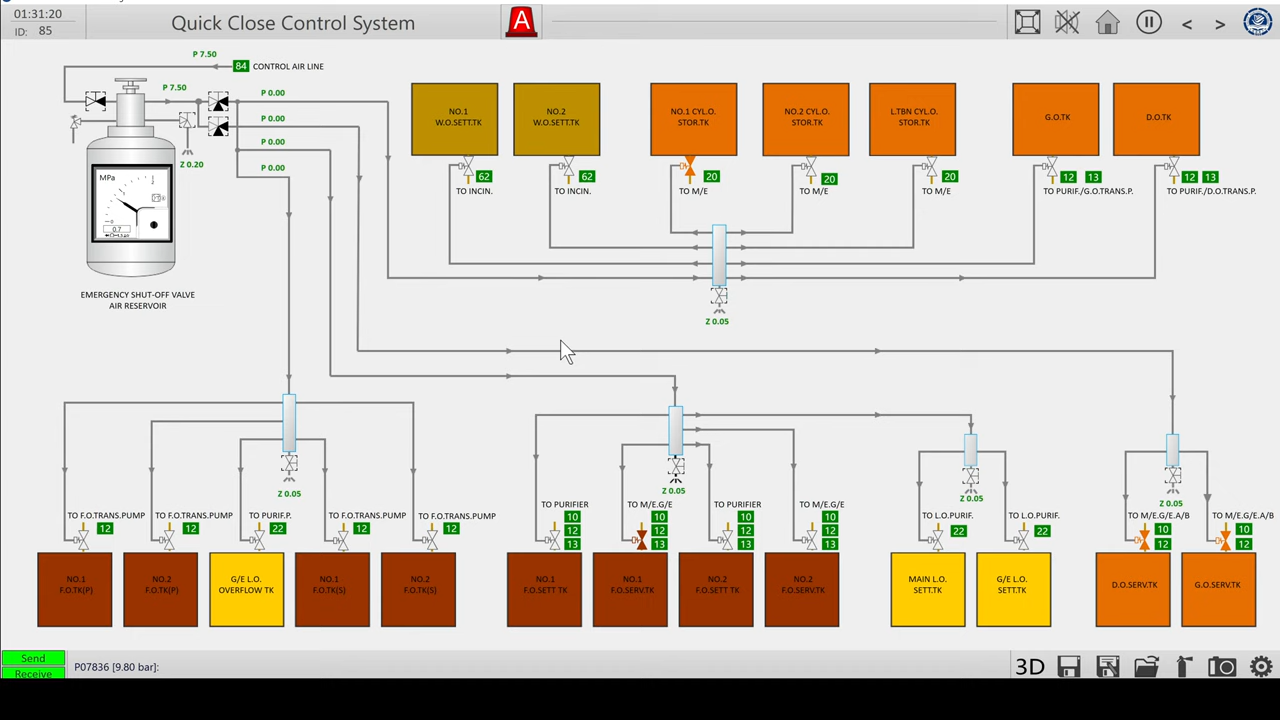 01:31:20
ID: 85
Quick Close Control System
A
P 7.50
84 CONTROL AIR LINE
P 7.50
P 0.00
P 0.00
P 0.00
P 0.00
Z 0.20
MPa
0.7
EMERGENCY SHUT-OFF VALVE
AIR RESERVOIR
NO.1
W.O.SETT.TK
NO.2
W.O.SETT.TK
NO.1 CYL.O.
STOR.TK
NO.2 CYL.O.
STOR.TK
L.TBN CYL.O.
STOR.TK
G.O.TK
D.O.TK
62
62
20
20
20
12 13
12 13
TO INCIN.
TO INCIN.
TO M/E
TO M/E
TO M/E
TO PURIF./G.O.TRANS.P.
TO PURIF./D.O.TRANS.P.
Z 0.05
Z 0.05
Z 0.05
Z 0.05
Z 0.05
TO F.O.TRANS.PUMP
12
TO F.O.TRANS.PUMP
12
TO PURIF.P.
22
TO F.O.TRANS.PUMP
12
TO F.O.TRANS.PUMP
12
TO PURIFIER
10
12
13
TO M/E.G/E
10
12
13
TO PURIFIER
10
12
13
TO M/E.G/E
10
12
13
TO L.O.PURIF.
22
TO L.O.PURIF.
22
TO M/E.G/E.A/B
10
12
TO M/E.G/E.A/B
10
12
NO.1
F.O.TK(P)
NO.2
F.O.TK(P)
G/E L.O.
OVERFLOW TK
NO.1
F.O.TK(S)
NO.2
F.O.TK(S)
NO.1
F.O.SETT TK
NO.1
F.O.SERV.TK
NO.2
F.O.SETT TK
NO.2
F.O.SERV.TK
MAIN L.O.
SETT.TK
G/E L.O.
SETT.TK
D.O.SERV.TK
G.O.SERV.TK
Send
Receive
P07836 [9.80 bar]:
3D